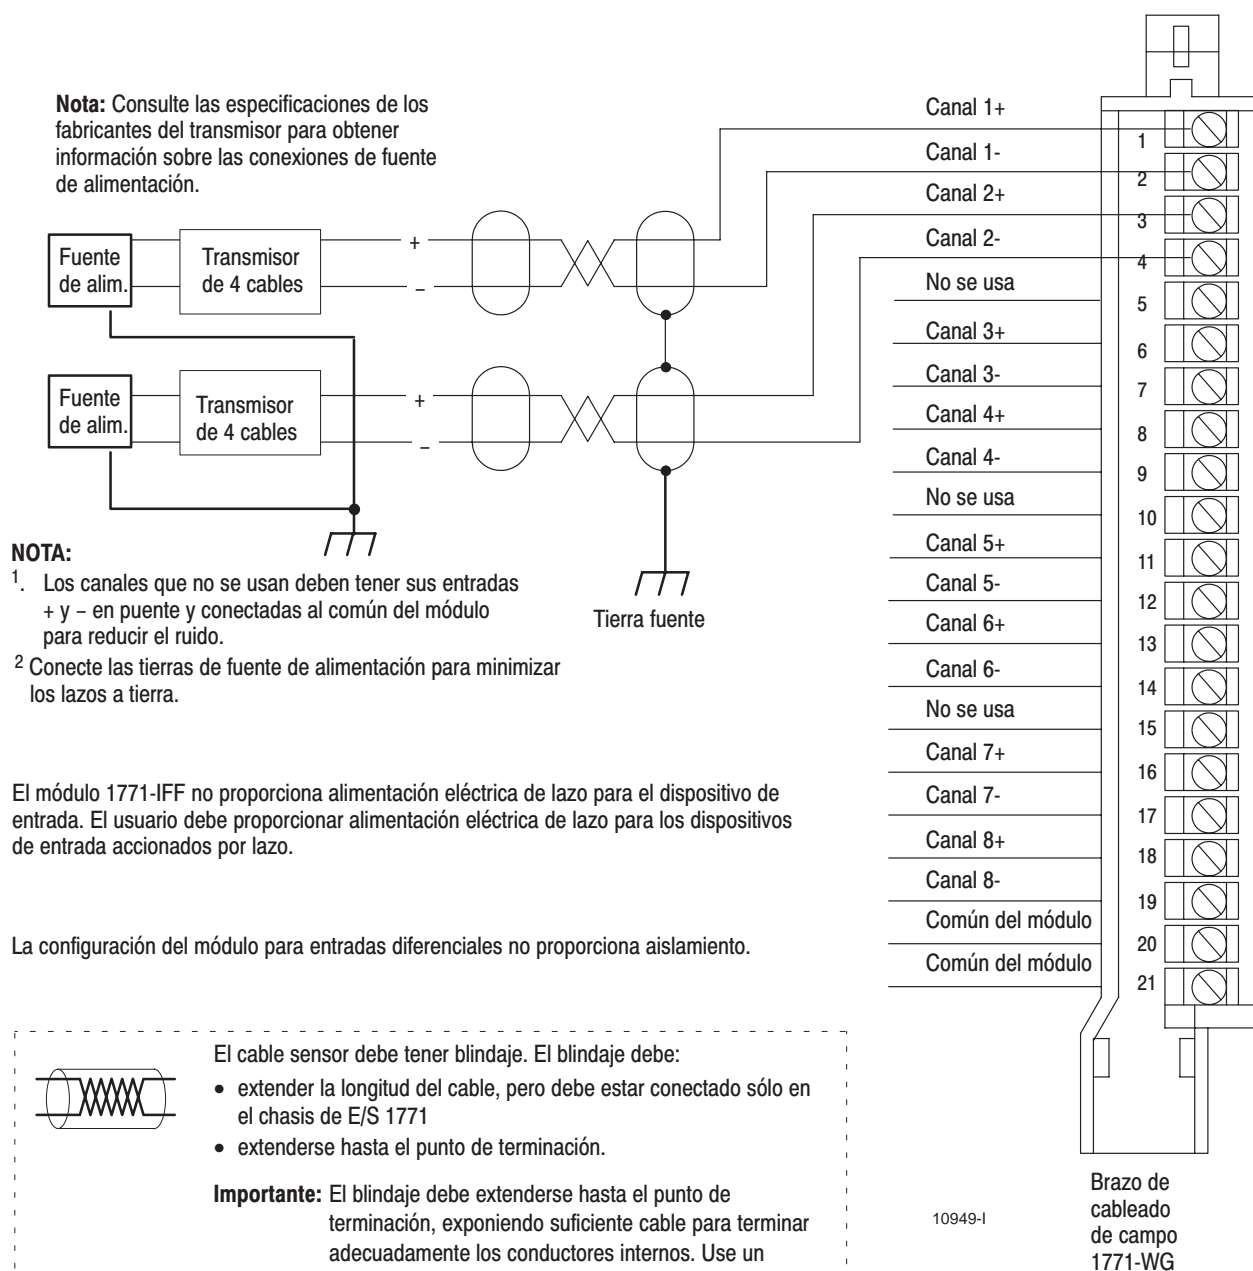 Nota: Consulte las especificaciones de los
fabricantes del transmisor para obtener
información sobre las conexiones de fuente
de alimentación.
Fuente
de alim.
Transmisor
de 4 cables
+
–
Fuente
de alim.
Transmisor
de 4 cables
+
–
Tierra fuente
NOTA:
1. Los canales que no se usan deben tener sus entradas
+ y – en puente y conectadas al común del módulo
para reducir el ruido.
2 Conecte las tierras de fuente de alimentación para minimizar
los lazos a tierra.
El módulo 1771-IFF no proporciona alimentación eléctrica de lazo para el dispositivo de
entrada. El usuario debe proporcionar alimentación eléctrica de lazo para los dispositivos
de entrada accionados por lazo.
La configuración del módulo para entradas diferenciales no proporciona aislamiento.
El cable sensor debe tener blindaje. El blindaje debe:
• extender la longitud del cable, pero debe estar conectado sólo en
el chasis de E/S 1771
• extenderse hasta el punto de terminación.
Importante: El blindaje debe extenderse hasta el punto de
terminación, exponiendo suficiente cable para terminar
adecuadamente los conductores internos. Use un
Canal 1+
1
Canal 1-
2
Canal 2+
3
Canal 2-
4
No se usa
5
Canal 3+
6
Canal 3-
7
Canal 4+
8
Canal 4-
9
No se usa
10
Canal 5+
11
Canal 5-
12
Canal 6+
13
Canal 6-
14
No se usa
15
Canal 7+
16
Canal 7-
17
Canal 8+
18
Canal 8-
19
Común del módulo
20
Común del módulo
21
10949-I
Brazo de
cableado
de campo
1771-WG